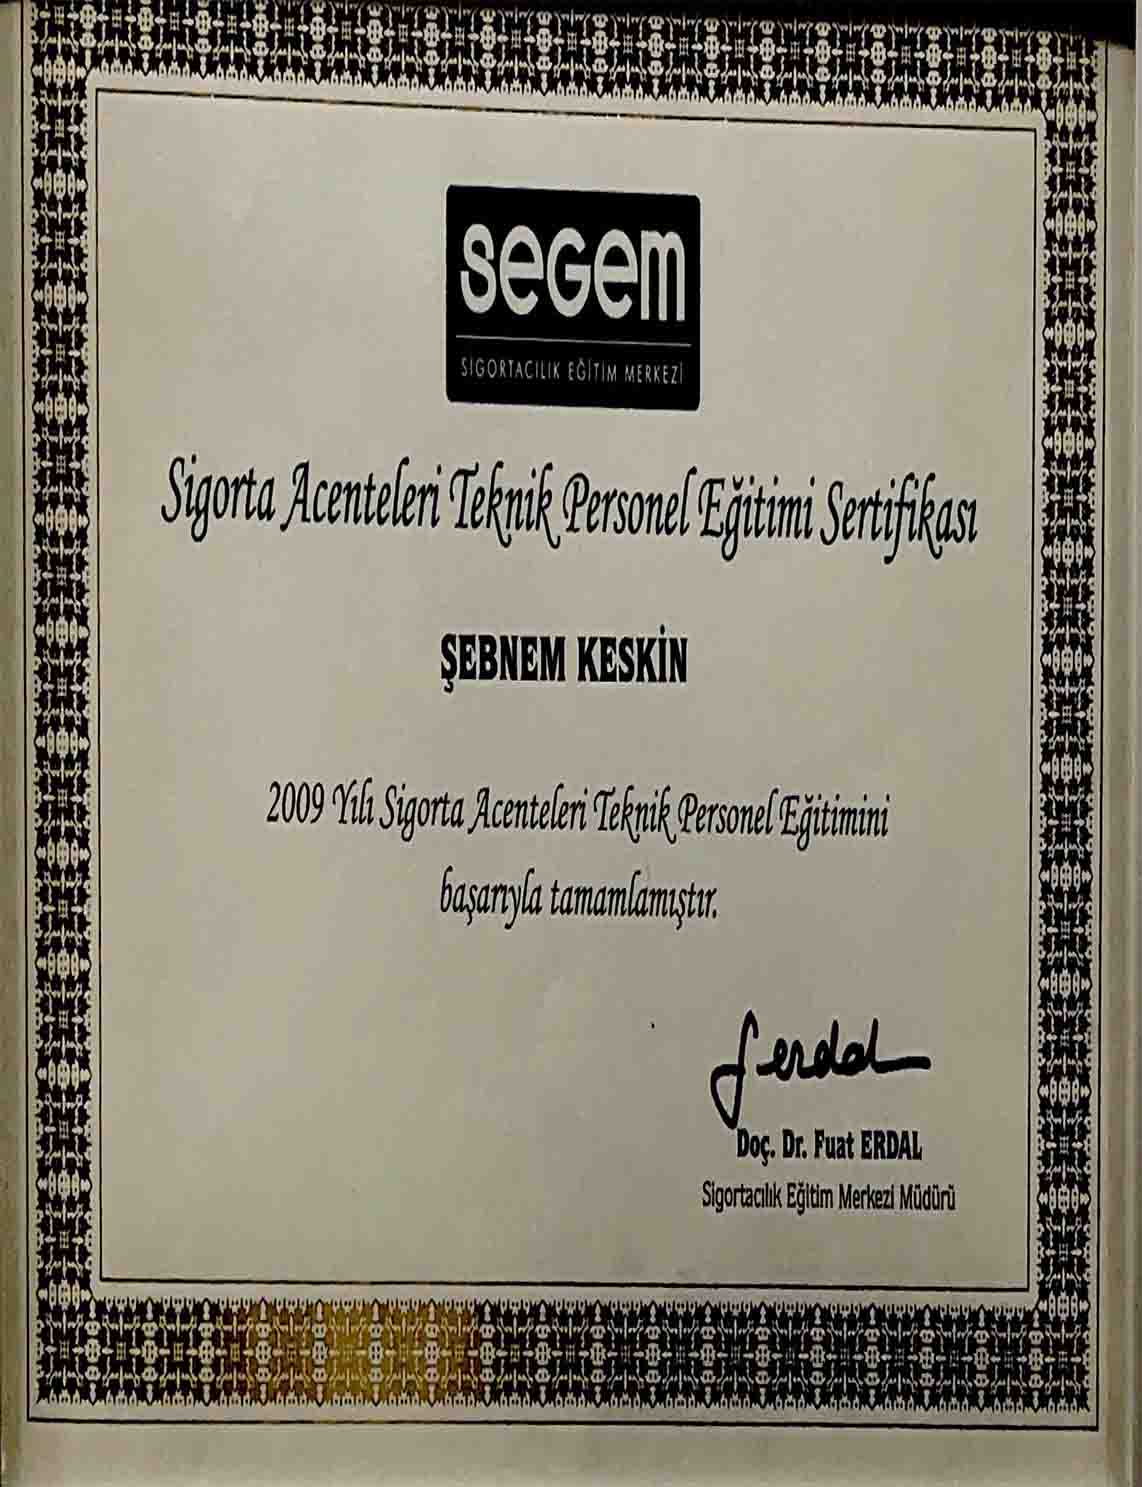 segem
SİGORTACILIK EĞİTİM MERKEZİ
Sigorta Acenteleri Teknik Personel Eğitimi Sertifikası
ŞEBNEM KESKİN
2009 Yılı Sigorta Acenteleri Teknik Personel Eğitimini
başarıyla tamamlamıştır.
Ferdal
Doç. Dr. Fuat ERDAL
Sigortacılık Eğitim Merkezi Müdürü